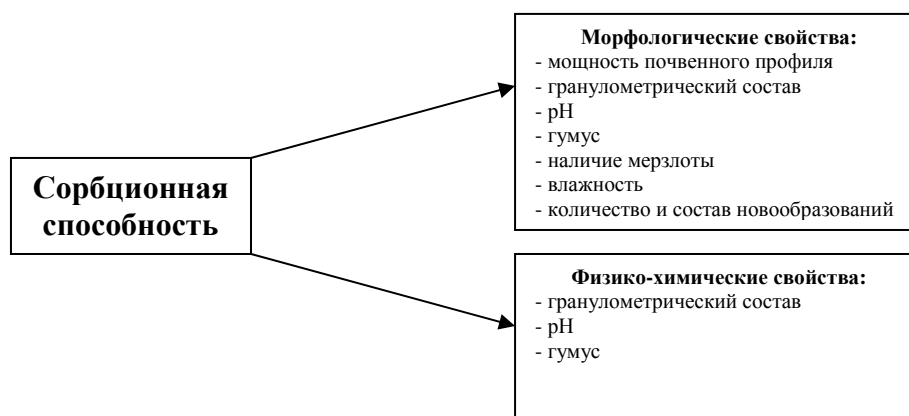 Морфологические свойства:
- мощность почвенного профиля
- гранулометрический состав
- pH
- гумус
- наличие мерзлоты
- влажность
- количество и состав новообразований
Сорбционная
способность
Физико-химические свойства:
- гранулометрический состав
- pH
- гумус